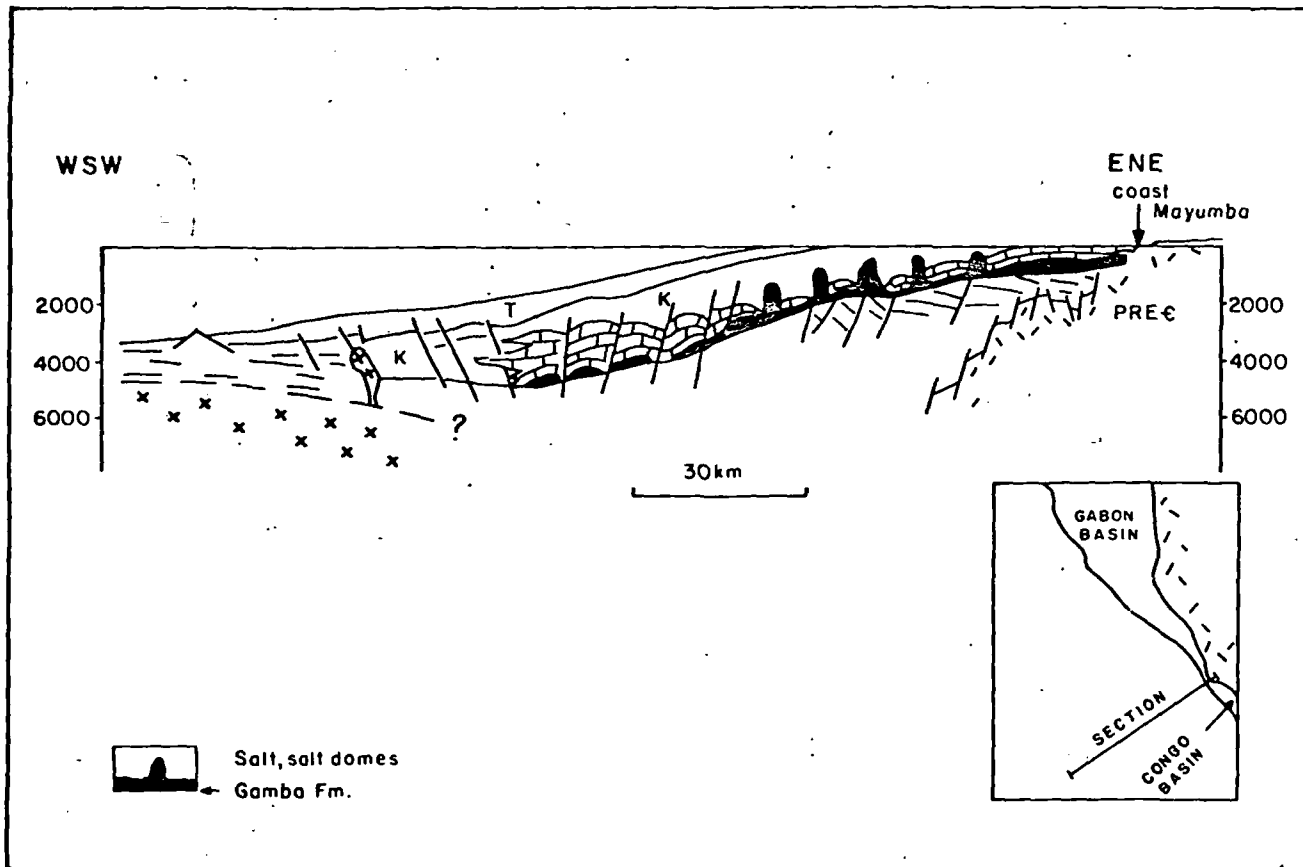 WSW
ENE
coast
Mayumba
2000
4000
6000
T
K
K
?
PRE-Є
2000
4000
6000
30km
GABON
BASIN
SECTION
CONGO
BASIN
Salt, salt domes
Gamba Fm.